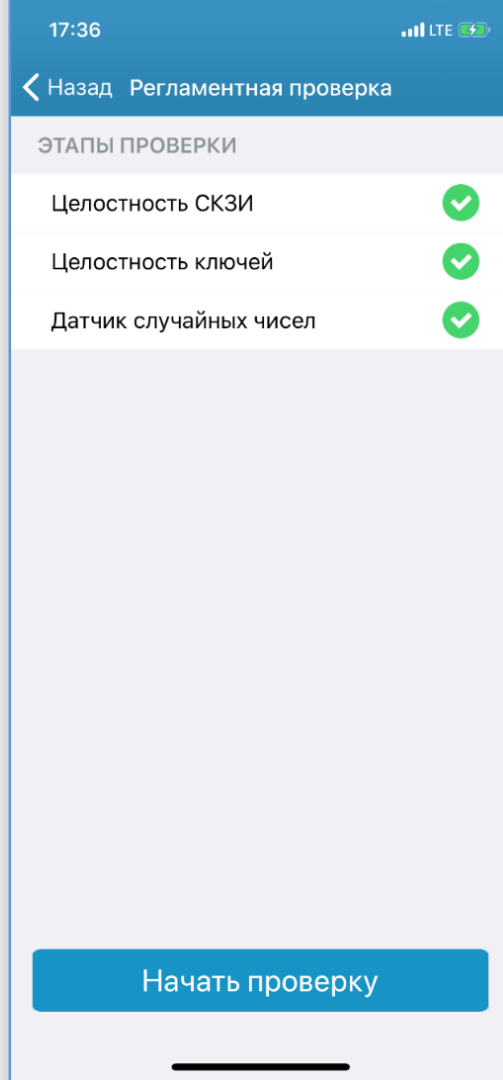 17:36
LTE
Назад Регламентная проверка
ЭТАПЫ ПРОВЕРКИ
Целостность СКЗИ
Целостность ключей
Датчик случайных чисел
Начать проверку